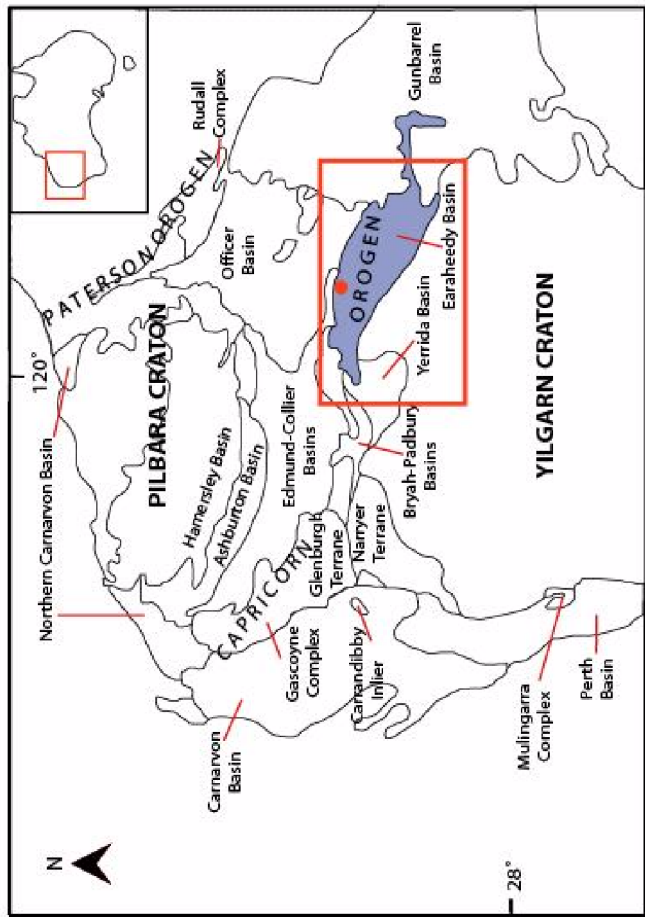 N
120°
28°
Northern Carnarvon Basin
PATERSON OROGEN
Rudall
Complex
PILBARA CRATON
Officer
Basin
Gunbarrel
Basin
Hamersley Basin
Ashburton Basin
Edmund-Collier
Basins
CAPRICORN
OROGEN
Carnarvon
Basin
Gascoyne
Complex
Glenburgh
Terrane
Carrandibby
Inlier
Narryer
Terrane
Bryah-Padbury
Basins
Yerrida Basin
Earaheedy Basin
YILGARN CRATON
Mulingarra
Complex
Perth
Basin